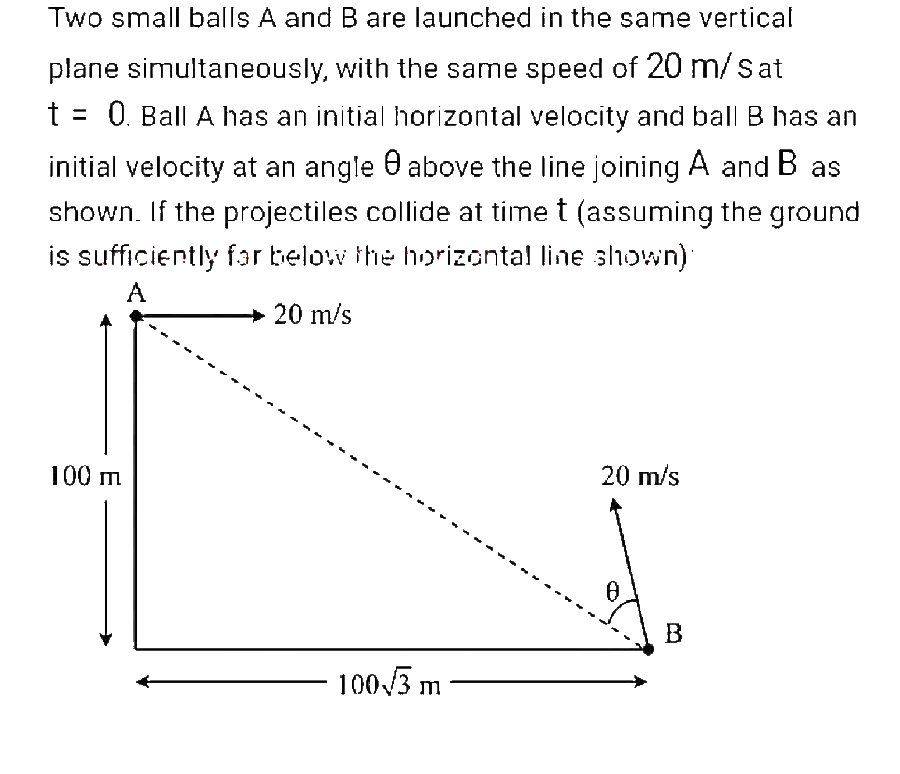 Two small balls A and B are launched in the same vertical
plane simultaneously, with the same speed of 20 m/s at
t = 0. Ball A has an initial horizontal velocity and ball B has an
initial velocity at an angle θ above the line joining A and B as
shown. If the projectiles collide at time t (assuming the ground
is sufficiently far below the horizontal line shown)
A
20 m/s
100 m
20 m/s
θ
B
100√3 m